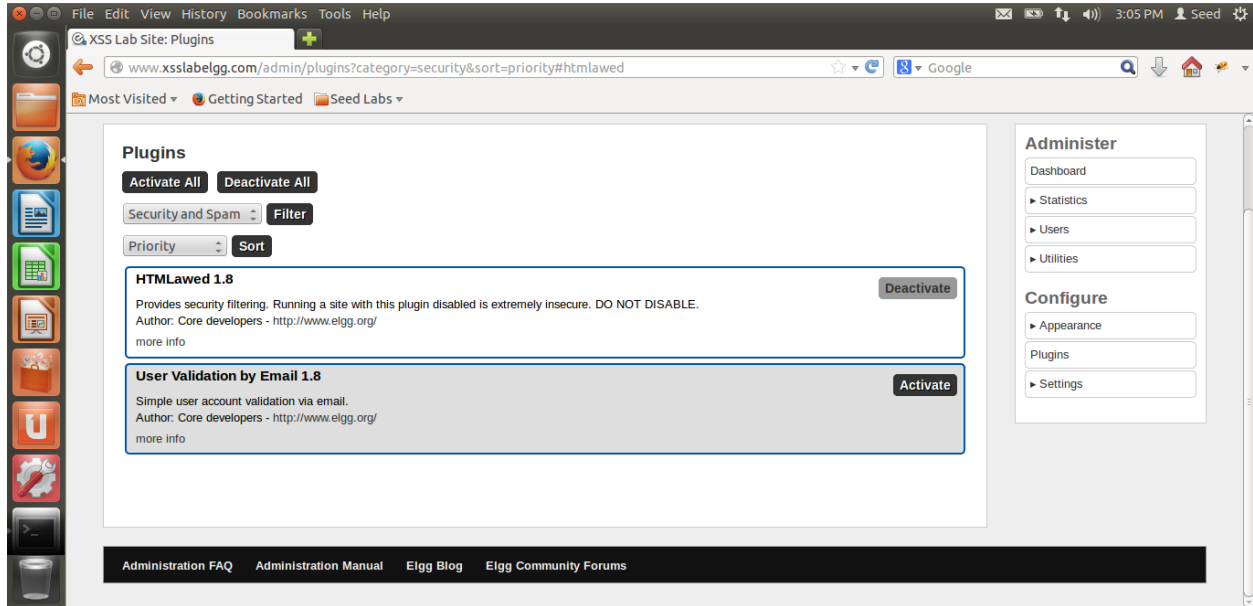 File Edit View History Bookmarks Tools Help 3:05 PM Seed
XSS Lab Site: Plugins
www.xsslabelgg.com/admin/plugins?category=security&sort=priority#htmlawed Google
Most Visited Getting Started Seed Labs
Plugins
Activate All Deactivate All
Security and Spam Filter
Priority Sort
HTMLawed 1.8
Deactivate
Provides security filtering. Running a site with this plugin disabled is extremely insecure. DO NOT DISABLE.
Author: Core developers - http://www.elgg.org/
more info
User Validation by Email 1.8
Activate
Simple user account validation via email.
Author: Core developers - http://www.elgg.org/
more info
Administer
Dashboard
▸ Statistics
▸ Users
▸ Utilities
Configure
▸ Appearance
Plugins
▸ Settings
Administration FAQ Administration Manual Elgg Blog Elgg Community Forums